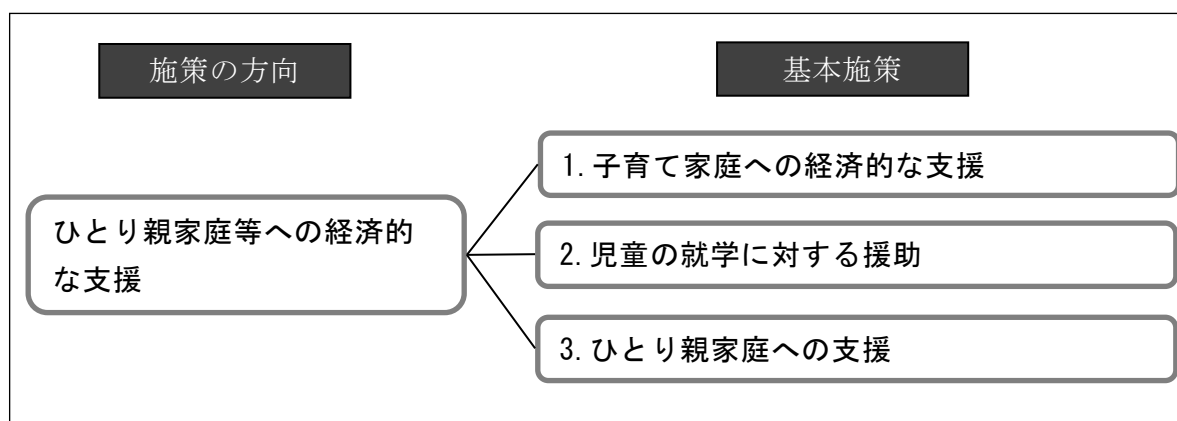 施策の方向
基本施策
ひとり親家庭等への経済的
な支援
1.子育て家庭への経済的な支援
2.児童の就学に対する援助
3.ひとり親家庭への支援